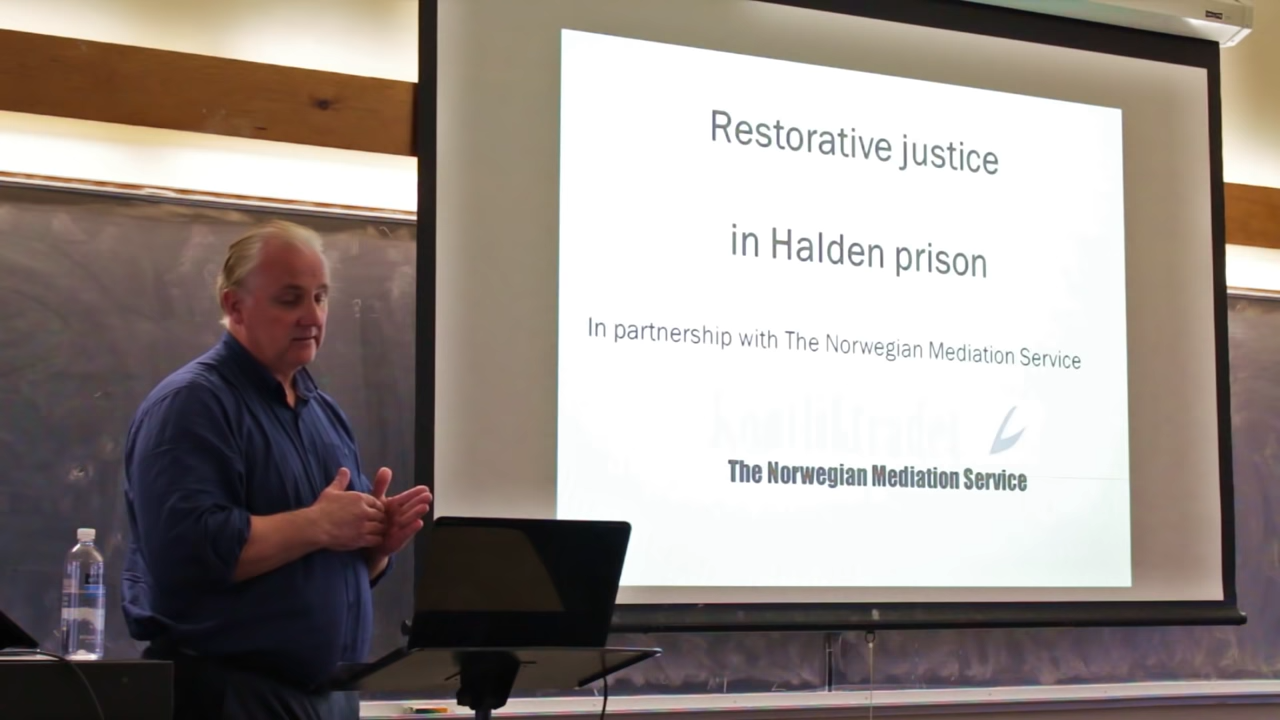 Restorative justice
in Halden prison
In partnership with The Norwegian Mediation Service
The Norwegian Mediation Service